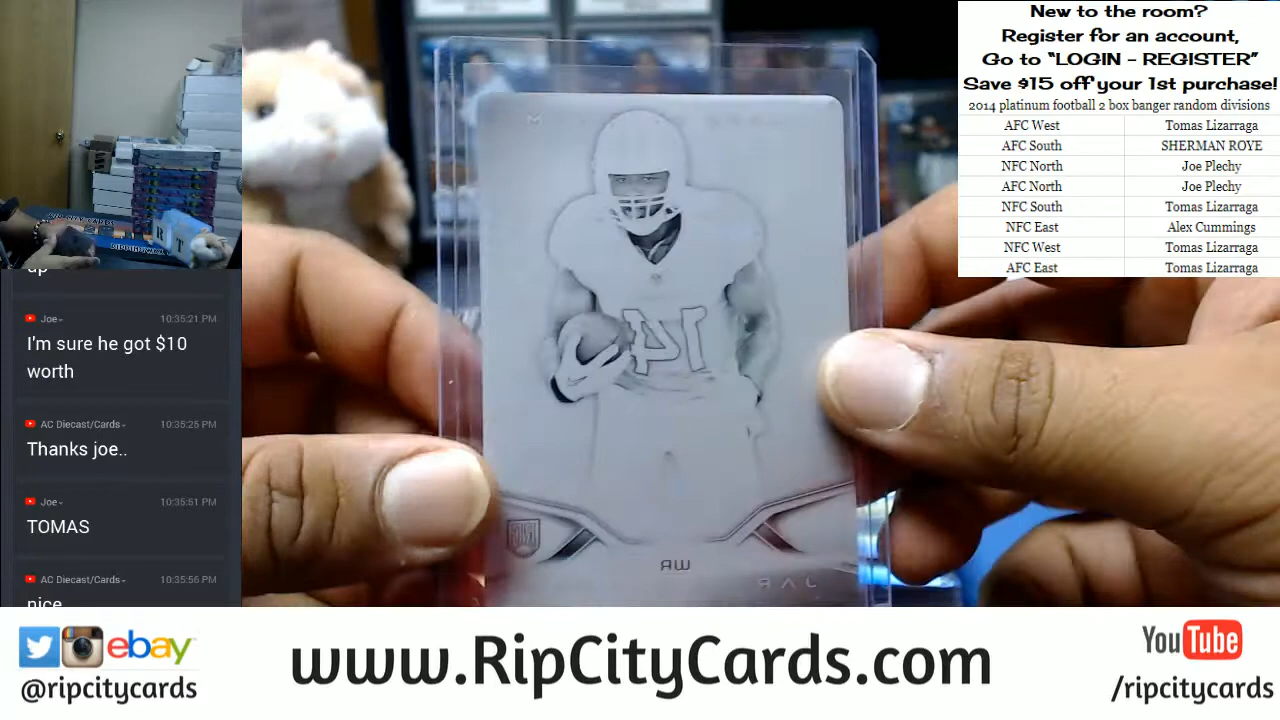 New to the room?
Register for an account,
Go to “LOGIN - REGISTER”
Save $15 off your 1st purchase!
2014 platinum football 2 box banger random divisions
AFC West Tomas Lizarraga
AFC South SHERMAN ROYE
NFC North Joe Plechy
AFC North Joe Plechy
NFC South Tomas Lizarraga
NFC East Alex Cummings
NFC West Tomas Lizarraga
AFC East Tomas Lizarraga
up
Joe 10:35:21 PM
I'm sure he got $10
worth
AC Diecast/Cards 10:35:25 PM
Thanks joe..
Joe 10:35:51 PM
TOMAS
AC Diecast/Cards 10:35:56 PM
nice
14
WR
JA
R T
ebay
@ripcitycards
www.RipCityCards.com
YouTube
/ripcitycards